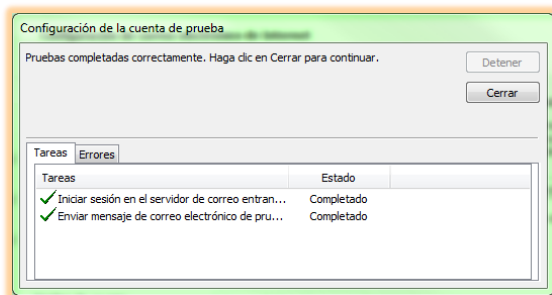 Configuración de la cuenta de prueba
Pruebas completadas correctamente. Haga clic en Cerrar para continuar.
Detener
Cerrar
Tareas Errores
Tareas Estado
Iniciar sesión en el servidor de correo entran... Completado
Enviar mensaje de correo electrónico de pru... Completado